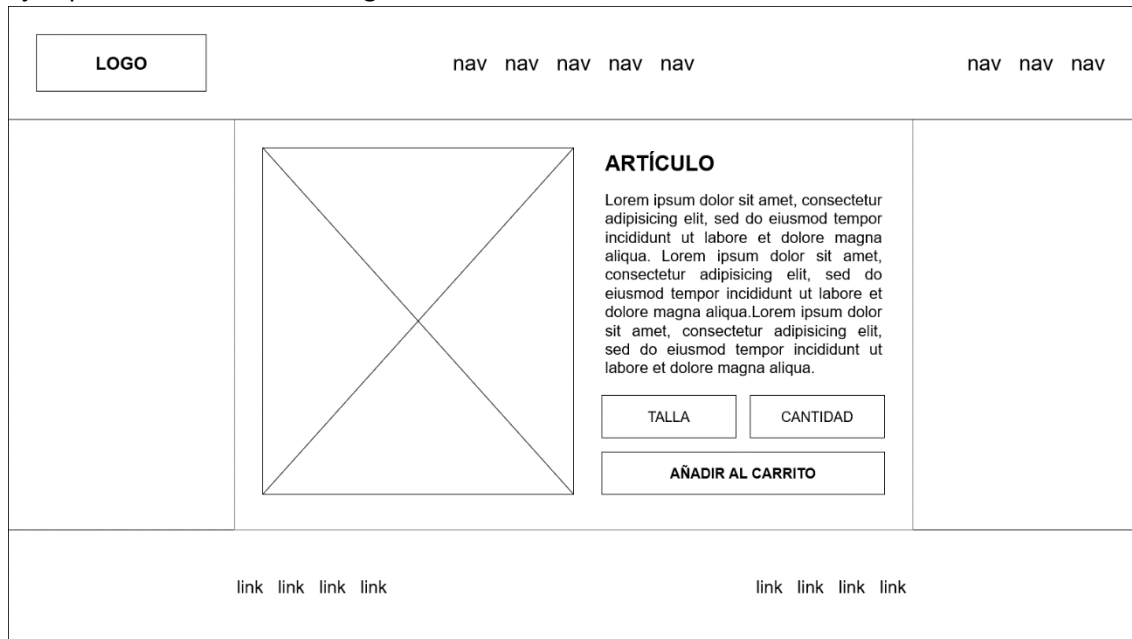 LOGO
nav nav nav nav nav
nav nav nav
ARTÍCULO
Lorem ipsum dolor sit amet, consectetur
adipisicing elit, sed do eiusmod tempor
incididunt ut labore et dolore magna
aliqua. Lorem ipsum dolor sit amet,
consectetur adipisicing elit, sed do
eiusmod tempor incididunt ut labore et
dolore magna aliqua.Lorem ipsum dolor
sit amet, consectetur adipisicing elit,
sed do eiusmod tempor incididunt ut
labore et dolore magna aliqua.
TALLA
CANTIDAD
AÑADIR AL CARRITO
link link link link
link link link link